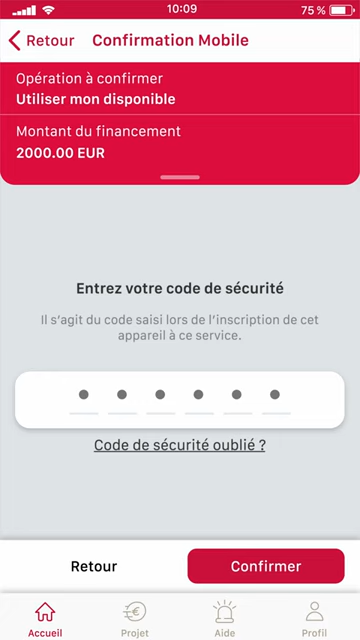 10:09
75 %
Retour
Confirmation Mobile
Opération à confirmer
Utiliser mon disponible
Montant du financement
2000.00 EUR
Entrez votre code de sécurité
Il s'agit du code saisi lors de l'inscription de cet
appareil à ce service.
Code de sécurité oublié ?
Retour
Confirmer
Accueil
Projet
Aide
Profil